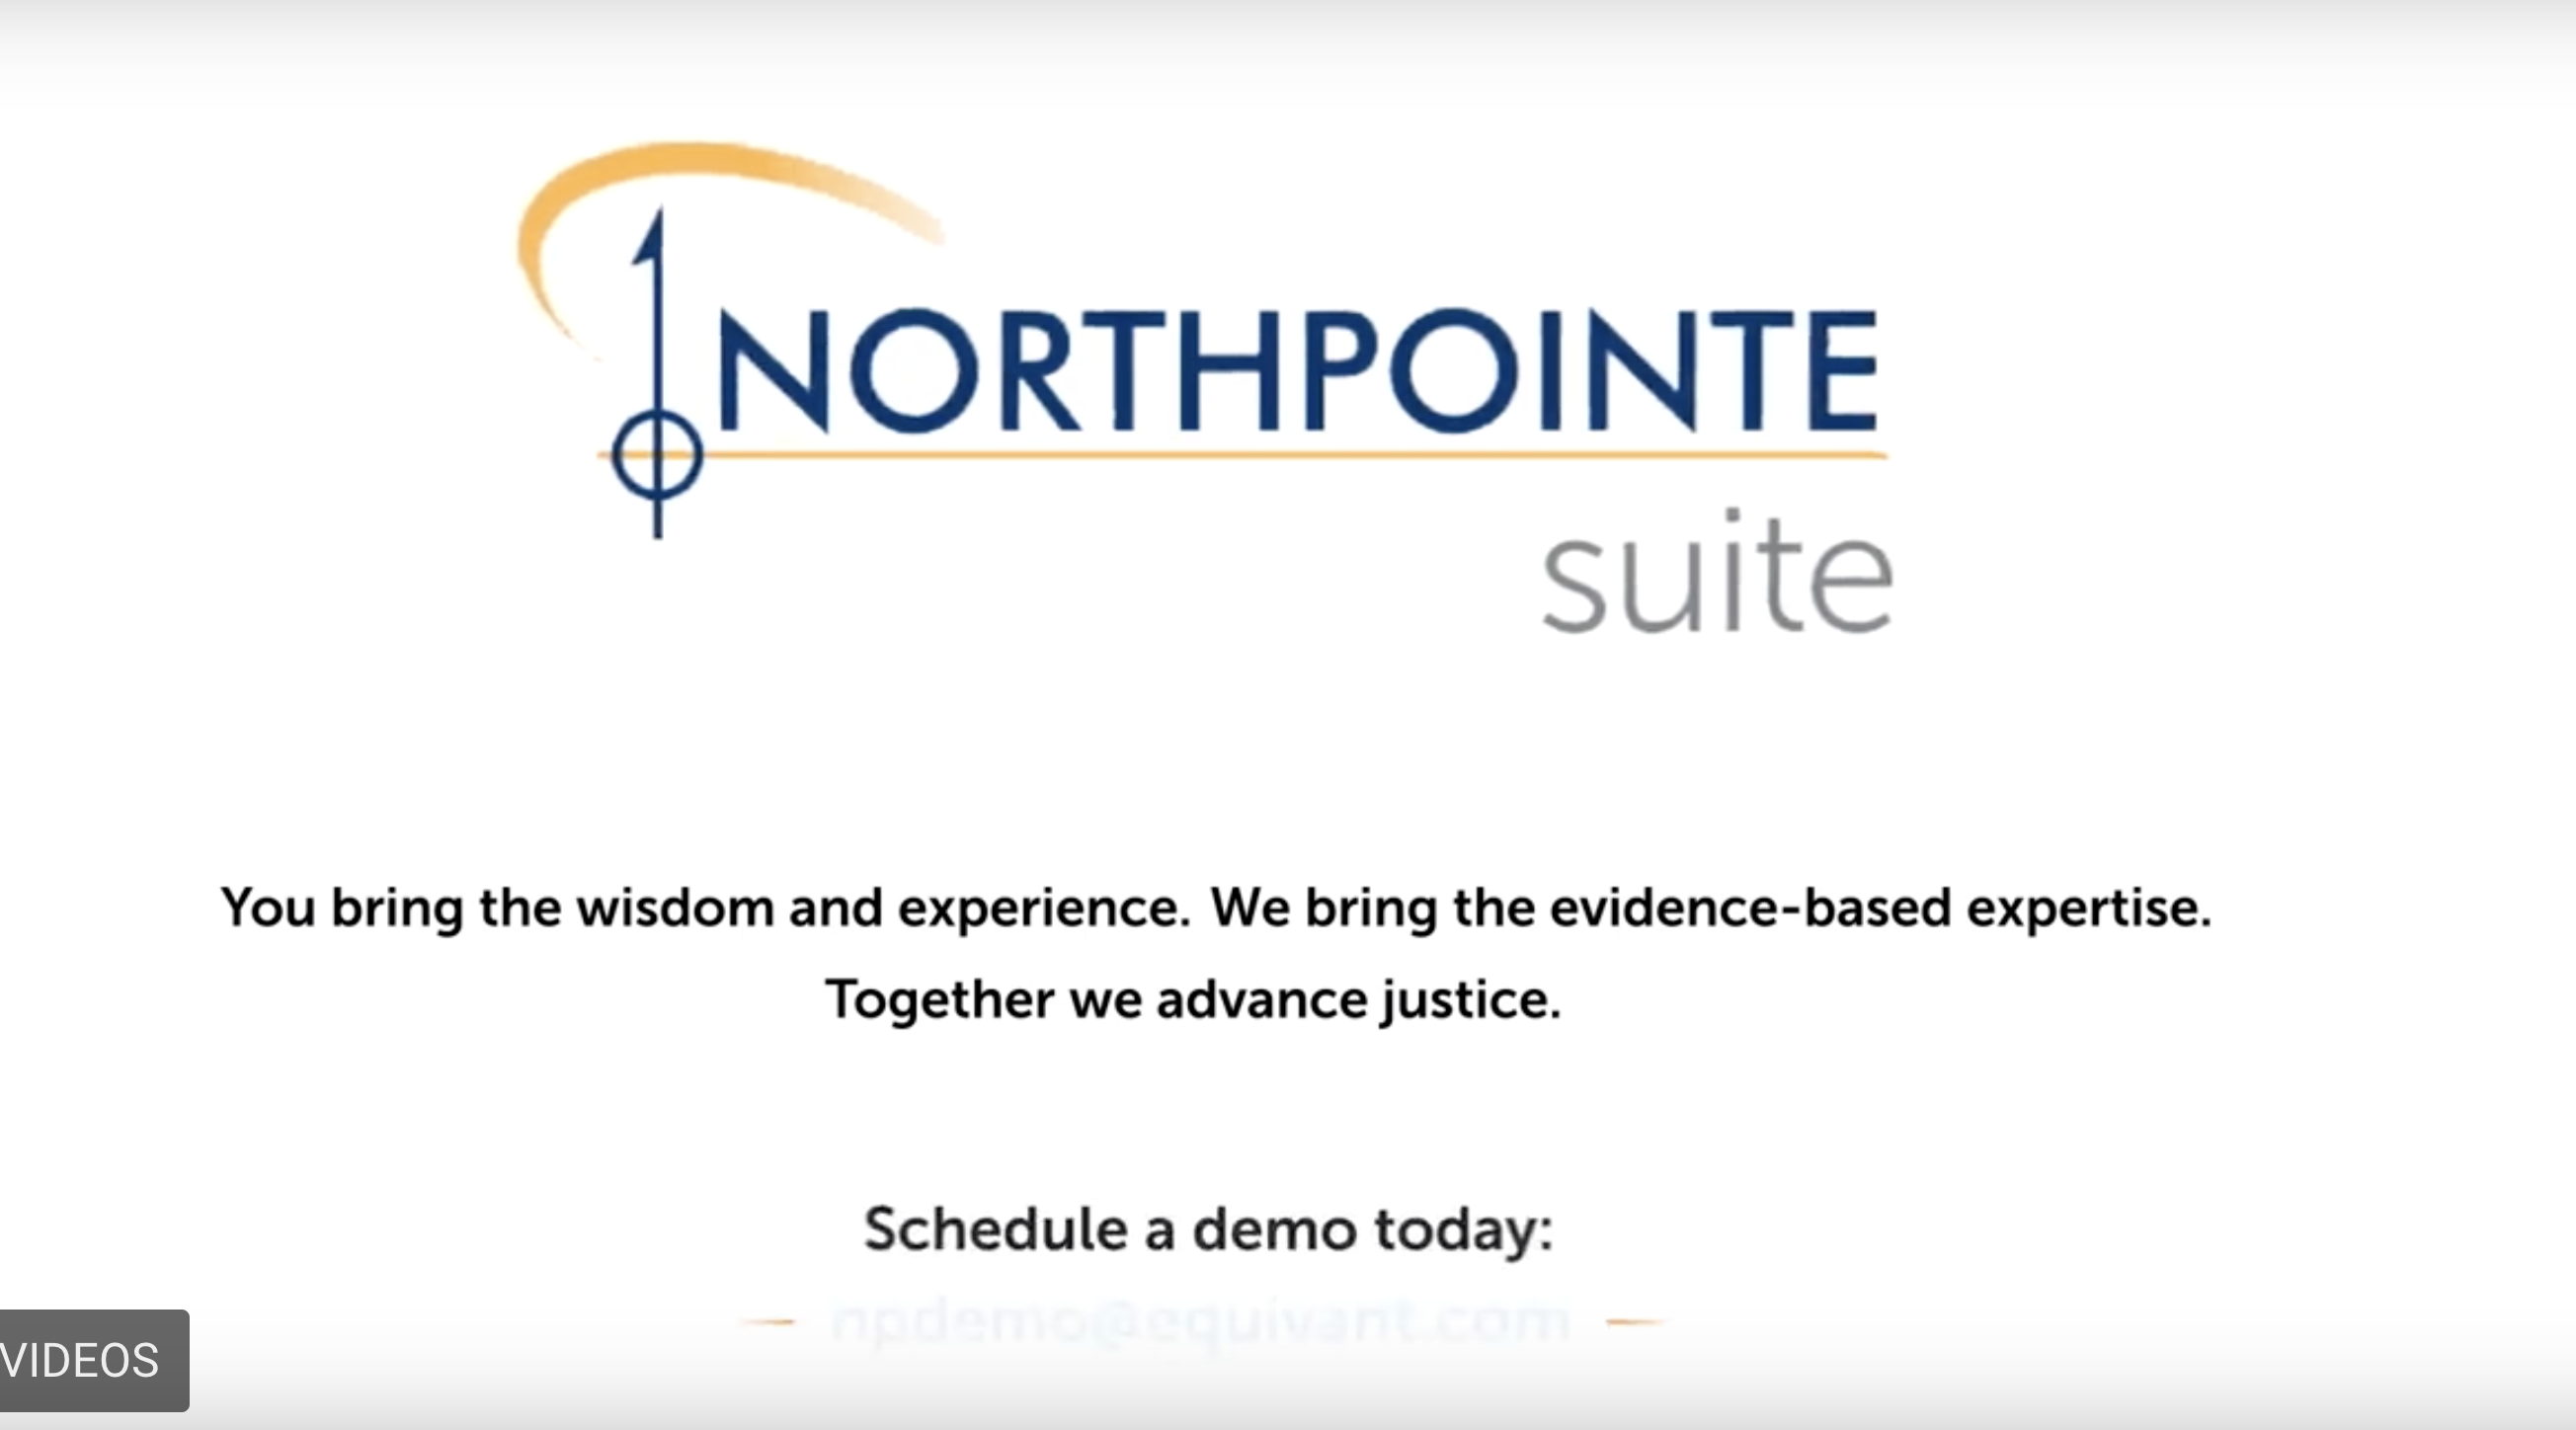 NORTHPOINTE
suite
You bring the wisdom and experience. We bring the evidence-based expertise.
Together we advance justice.
Schedule a demo today:
npdemo@equivant.com
VIDEOS